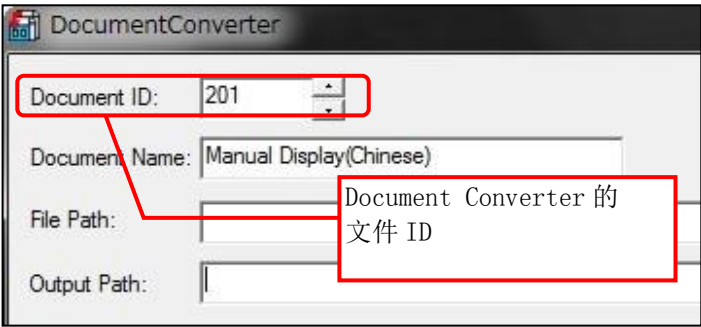 DocumentConverter
Document ID: 201
Document Name: Manual Display(Chinese)
Document Converter 的
文件 ID
File Path:
Output Path: